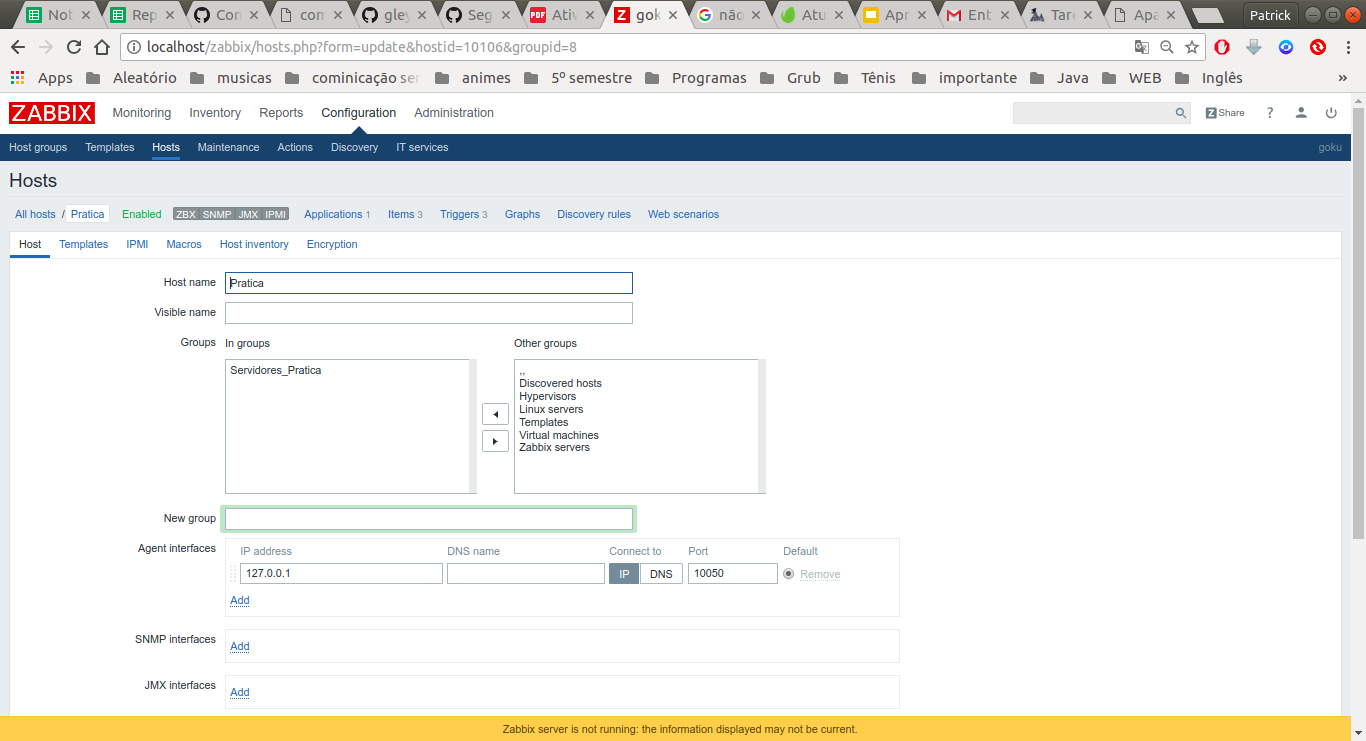 Not Rep Con com gley Seg Ativ gok não Atu Apr Ent Tar Apa Patrick
localhost/zabbix/hosts.php?form=update&hostid=10106&groupid=8
Apps Aleatório musicas cominicação ser animes 5º semestre Programas Grub Tênis importante Java WEB Inglês »
ZABBIX Monitoring Inventory Reports Configuration Administration Z Share ?
Host groups Templates Hosts Maintenance Actions Discovery IT services goku
Hosts
All hosts / Pratica Enabled ZBX SNMP JMX IPMI Applications 1 Items 3 Triggers 3 Graphs Discovery rules Web scenarios
Host Templates IPMI Macros Host inventory Encryption
Host name Pratica
Visible name
Groups In groups Other groups
Servidores_Pratica
,,
Discovered hosts
Hypervisors
Linux servers
Templates
Virtual machines
Zabbix servers
New group
Agent interfaces IP address DNS name Connect to Port Default
127.0.0.1 IP DNS 10050 Remove
Add
SNMP interfaces Add
JMX interfaces Add
Zabbix server is not running: the information displayed may not be current.